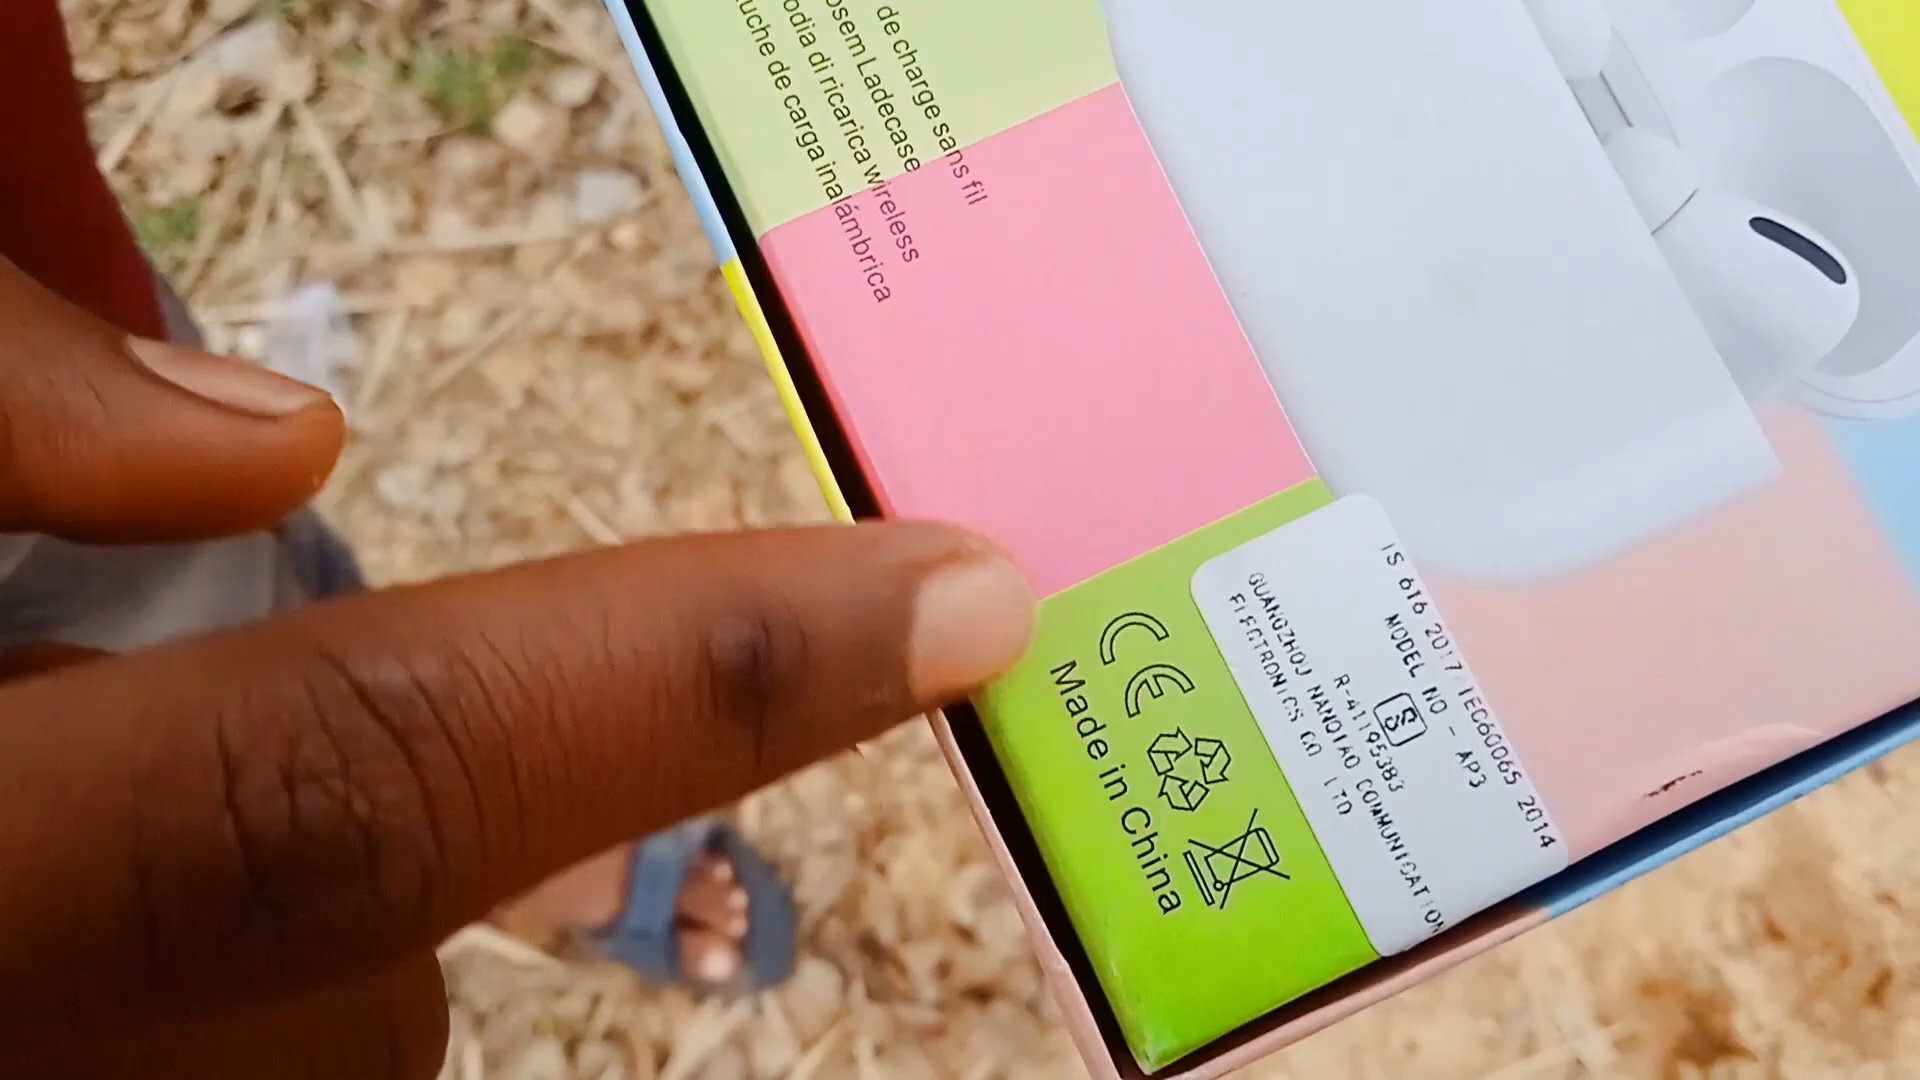 de charge sans fil
osem Ladecase
odia di ricarica wireless
uche de carga inalámbrica
CE
Made in China
IS 616 2017/IEC60065 2014
MODEL NO - AP3
S
R-41195383
GUANGZHOU NANQIAO COMMUNICATION
ELECTRONICS CO LTD